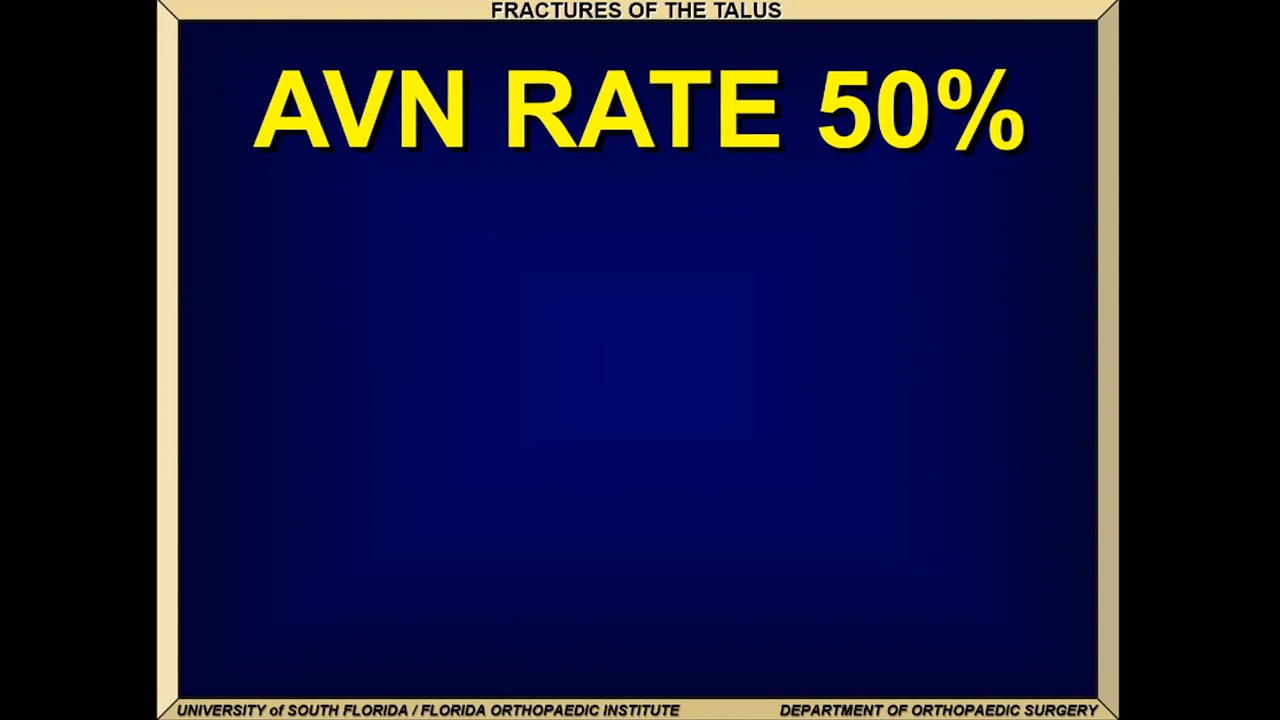 FRACTURES OF THE TALUS
AVN RATE 50%
UNIVERSITY of SOUTH FLORIDA / FLORIDA ORTHOPAEDIC INSTITUTE
DEPARTMENT OF ORTHOPAEDIC SURGERY